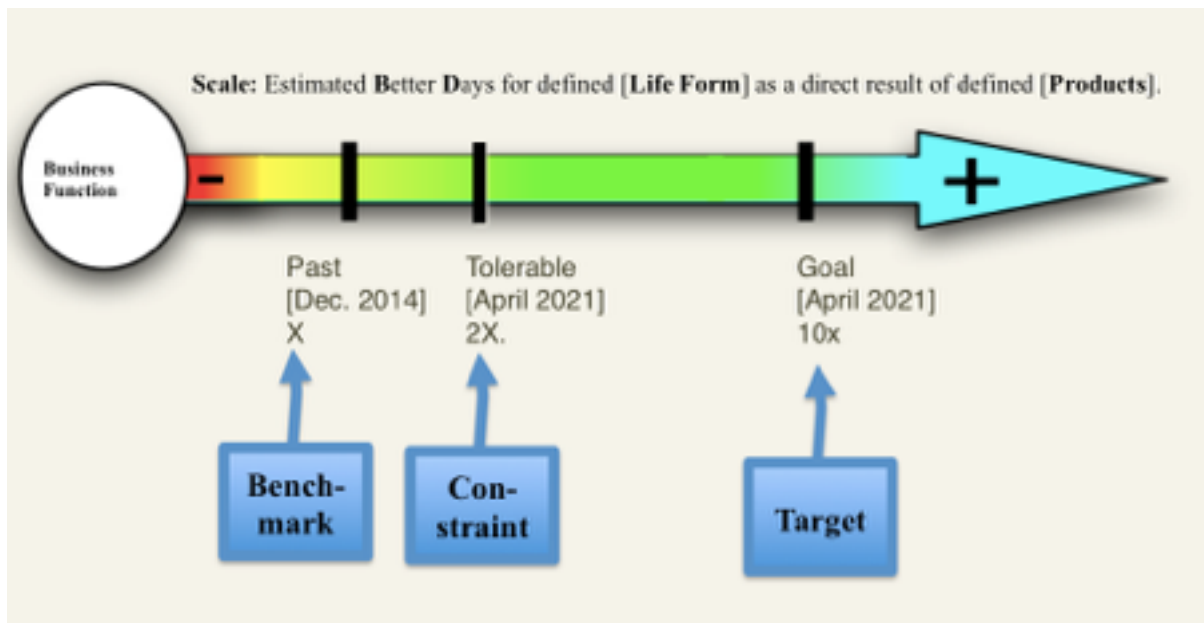 Scale: Estimated Better Days for defined [Life Form] as a direct result of defined [Products].
Business
Function
-
+
Past
[Dec. 2014]
X
Tolerable
[April 2021]
2X.
Goal
[April 2021]
10x
Bench-
mark
Con-
straint
Target